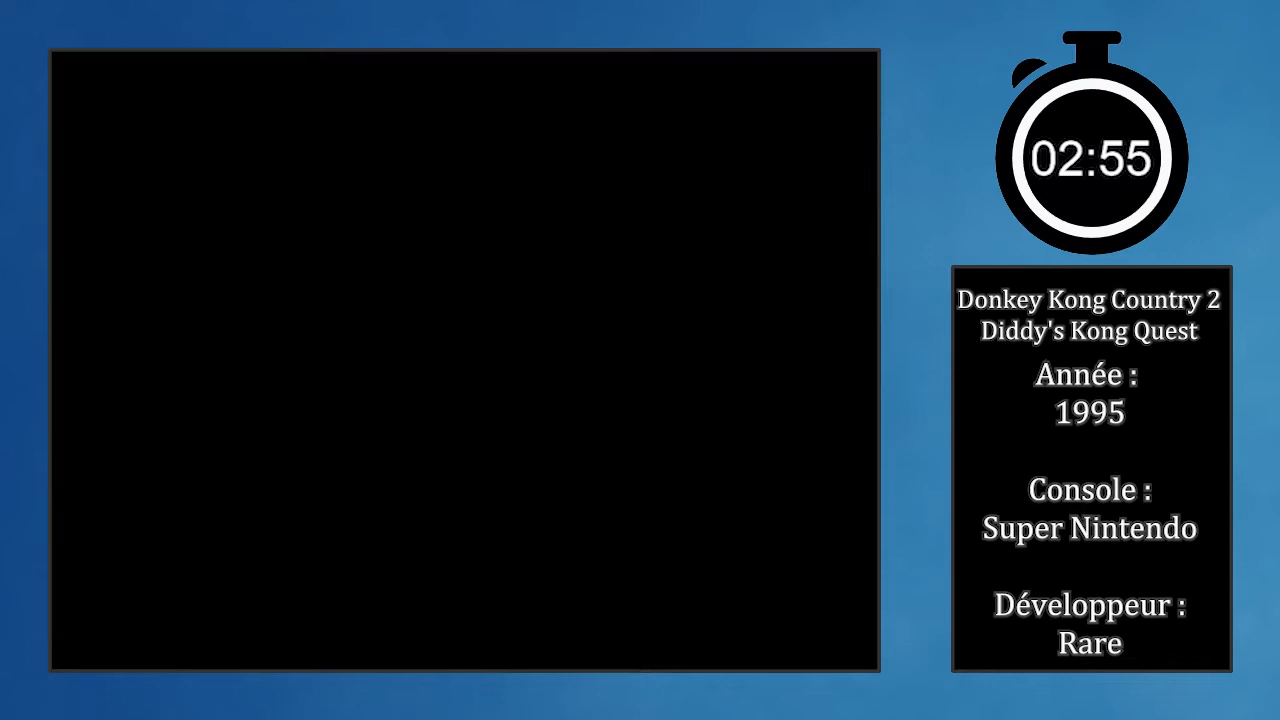 02:55
Donkey Kong Country 2
Diddy's Kong Quest
Année :
1995
Console :
Super Nintendo
Développeur :
Rare